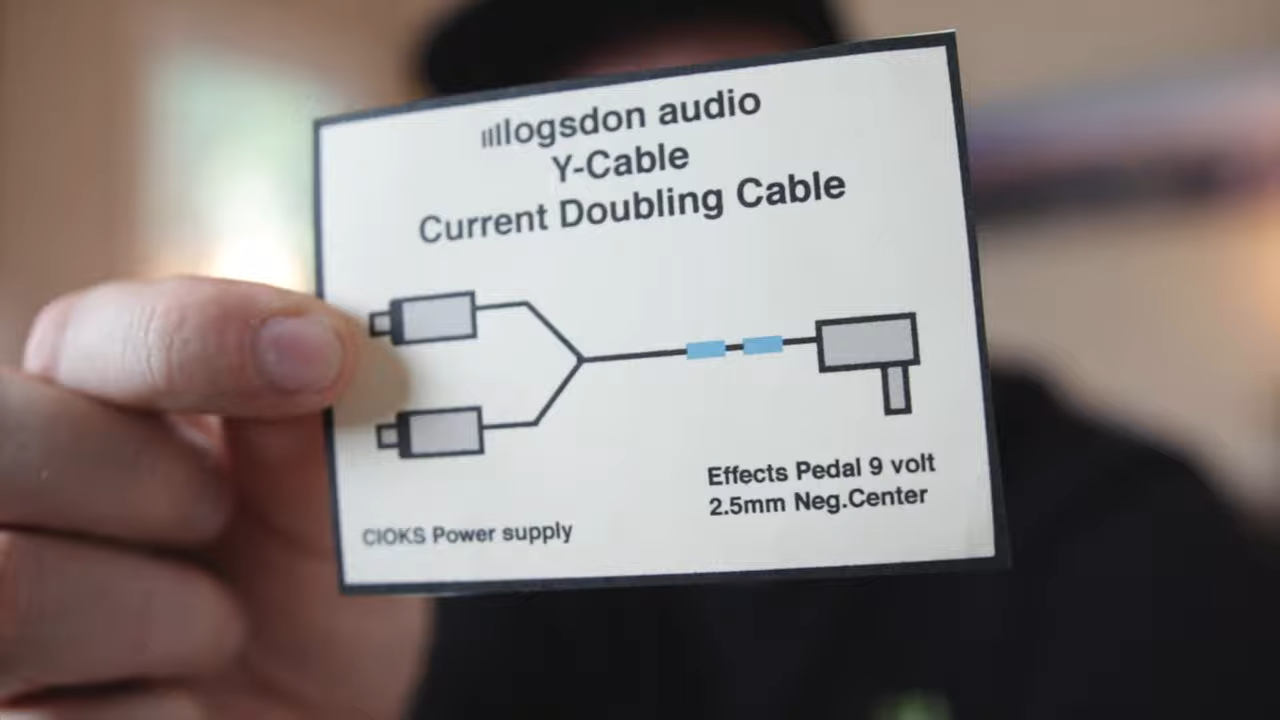 logsdon audio
Y-Cable
Current Doubling Cable
Effects Pedal 9 volt
2.5mm Neg.Center
CIOKS Power supply